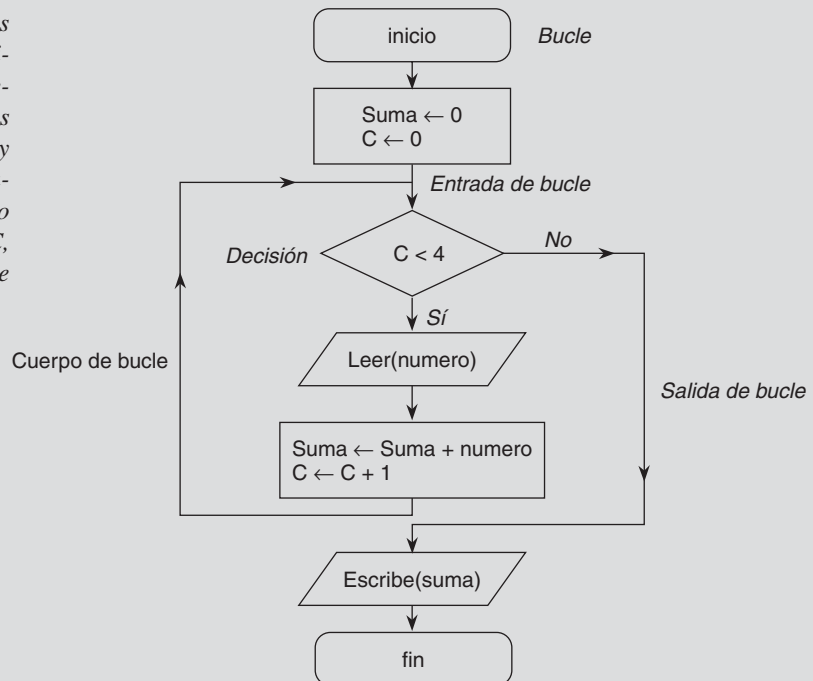 s
i-
e-
s
y
n-
o
C,
e
inicio
Bucle
Suma ← 0
C ← 0
Entrada de bucle
Decisión
C < 4
No
Sí
Cuerpo de bucle
Leer(numero)
Salida de bucle
Suma ← Suma + numero
C ← C + 1
Escribe(suma)
fin